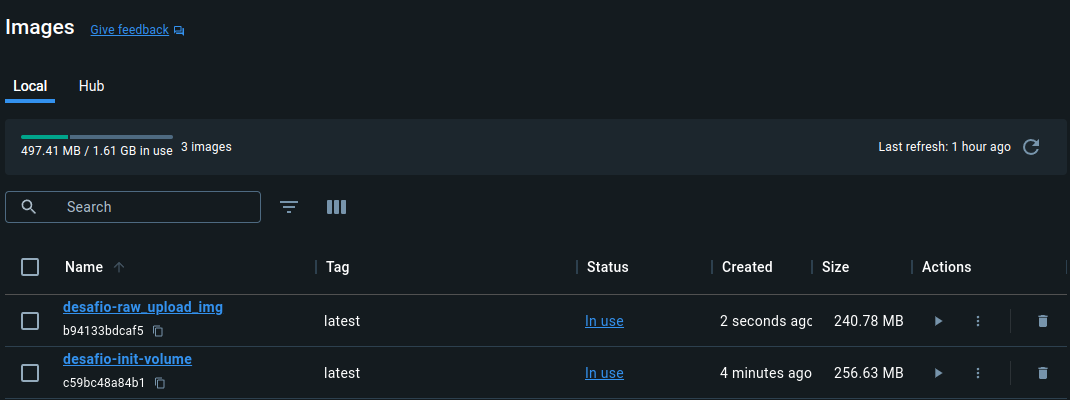 Images Give feedback
Local Hub
497.41 MB / 1.61 GB in use 3 images Last refresh: 1 hour ago
Search
Name Tag Status Created Size Actions
desafio-raw_upload_img
b94133bdcaf5 latest In use 2 seconds ago 240.78 MB
desafio-init-volume
c59bc48a84b1 latest In use 4 minutes ago 256.63 MB